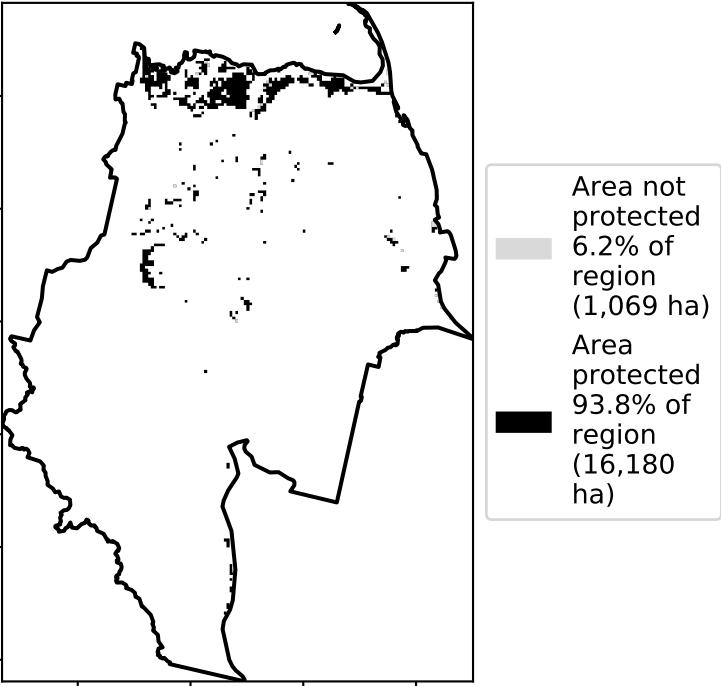 Area not
protected
6.2% of
region
(1,069 ha)
Area
protected
93.8% of
region
(16,180
ha)